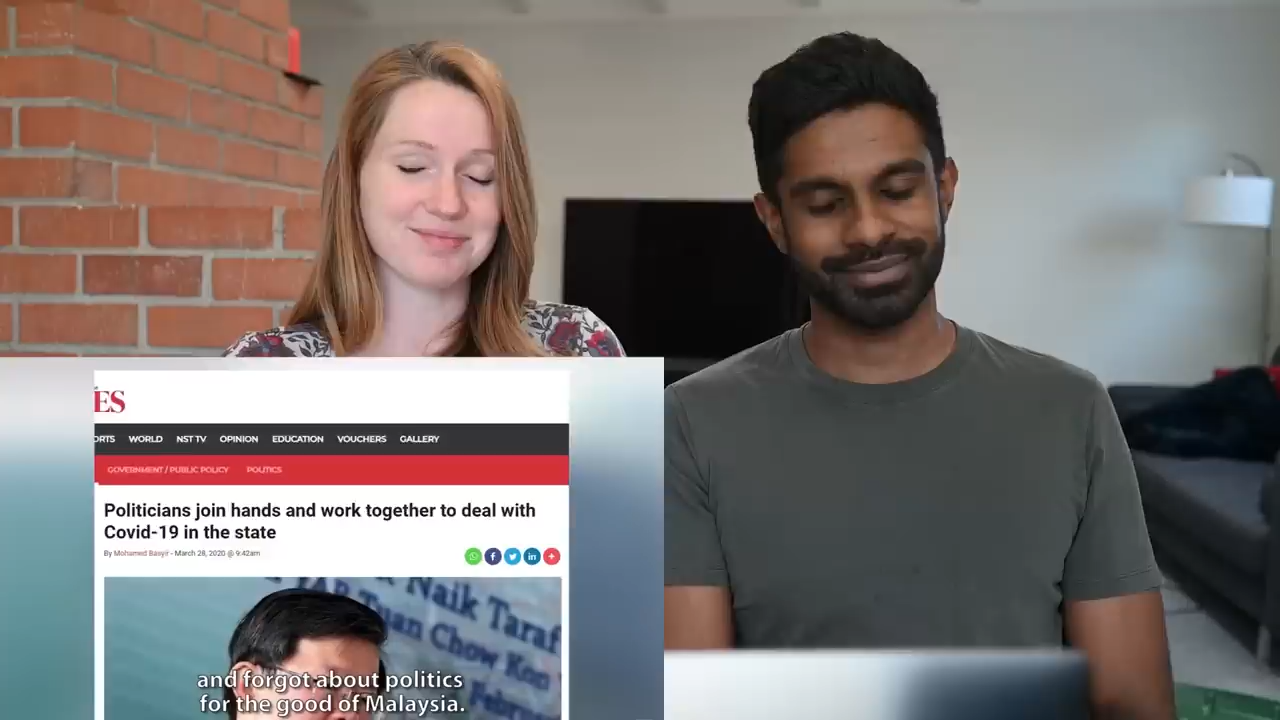 ES
ORTS WORLD NST TV OPINION EDUCATION VOUCHERS GALLERY
GOVERNMENT / PUBLIC POLICY POLITICS
Politicians join hands and work together to deal with
Covid-19 in the state
By Mohamed Basyir - March 28, 2020 @ 9:42am
Naik Taraf
Tuan Chow Kon
Febru
and forgot about politics
for the good of Malaysia.